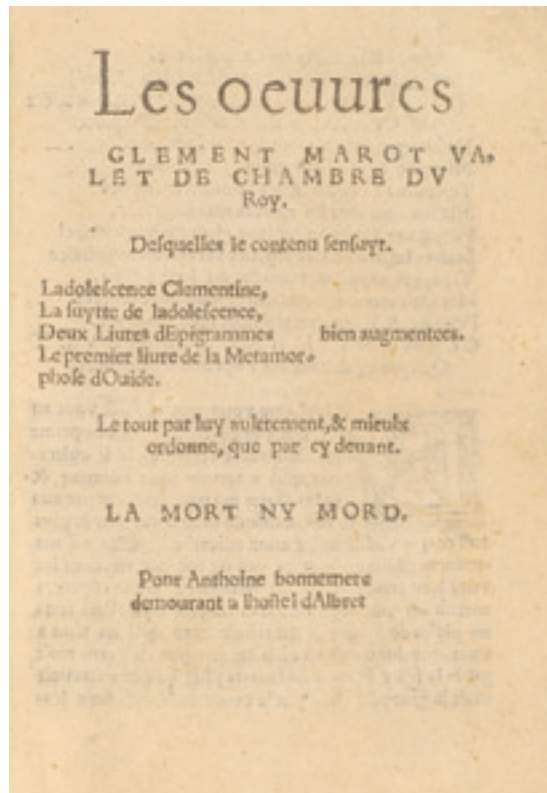 Les oeuures
CLEMENT MAROT VA,
LET DE CHAMBRE DV
Roy.
Desquelles le contenu sensuyt.
Ladolescence Clementine,
La suytte de ladolescence,
Deux Liures dEpigrammes bien augmentees.
Le premier liure de la Metamor-
phose dOuide.
Le tout par luy aultrement, & mieulx
ordonne, que par cy deuant.
LA MORT NY MORD.
Pour Anthoine bonnemere
demourant a lhostel dAlbret